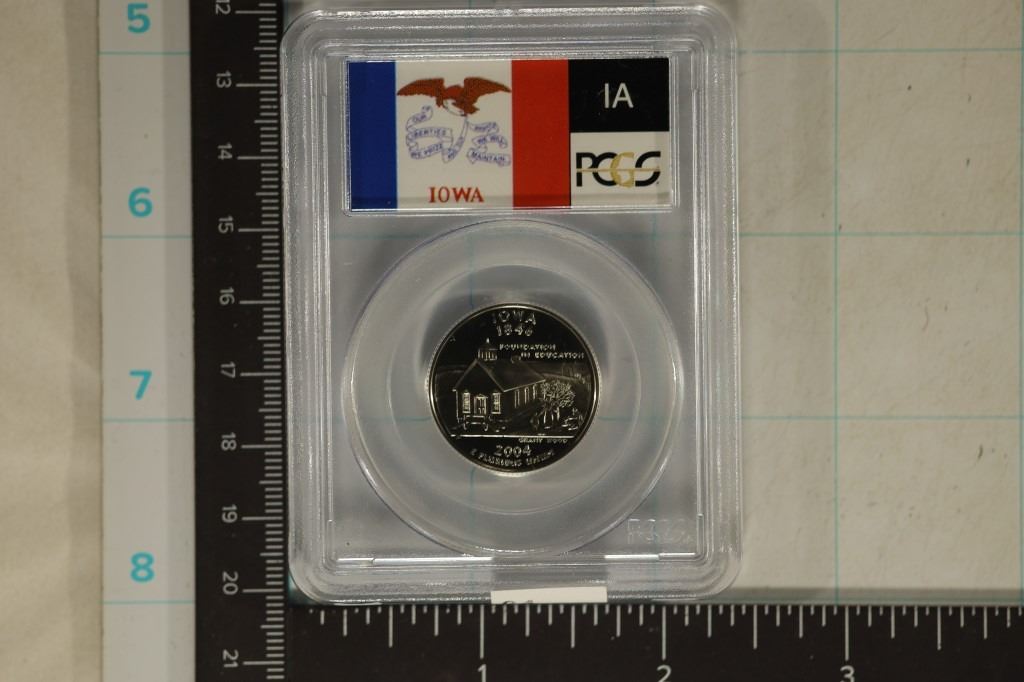 5
6
7
8
12
13
14
15
16
17
18
19
20
21
OUR
LIBERTIES
WE PRIZE
AND
RIGHTS
WE WILL
MAINTAIN
IOWA
IA
PCGS
IOWA
1846
FOUNDATION
IN EDUCATION
GRANT WOOD
2004
E PLURIBUS UNUM
PCGS
1
2
3